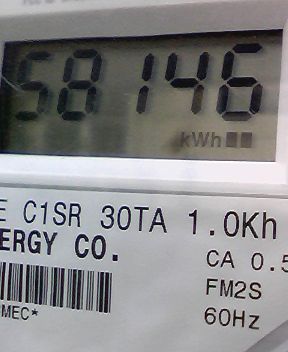 58146
kWh
E C1SR 30TA 1.0Kh
ERGY CO.
CA 0.5
FM2S
MEC*
60Hz